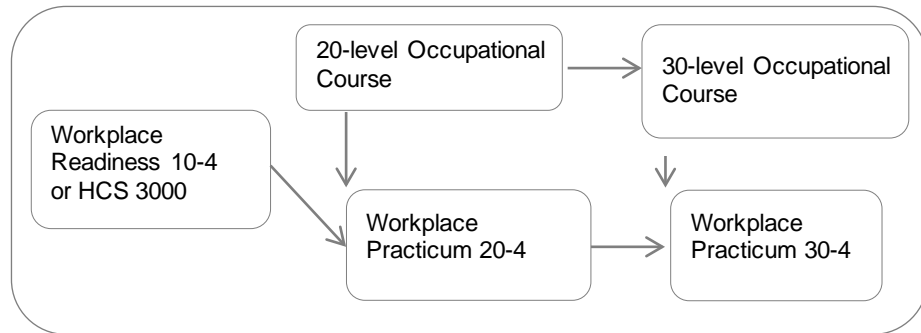 20-level Occupational
Course
30-level Occupational
Course
Workplace
Readiness 10-4
or HCS 3000
Workplace
Practicum 20-4
Workplace
Practicum 30-4